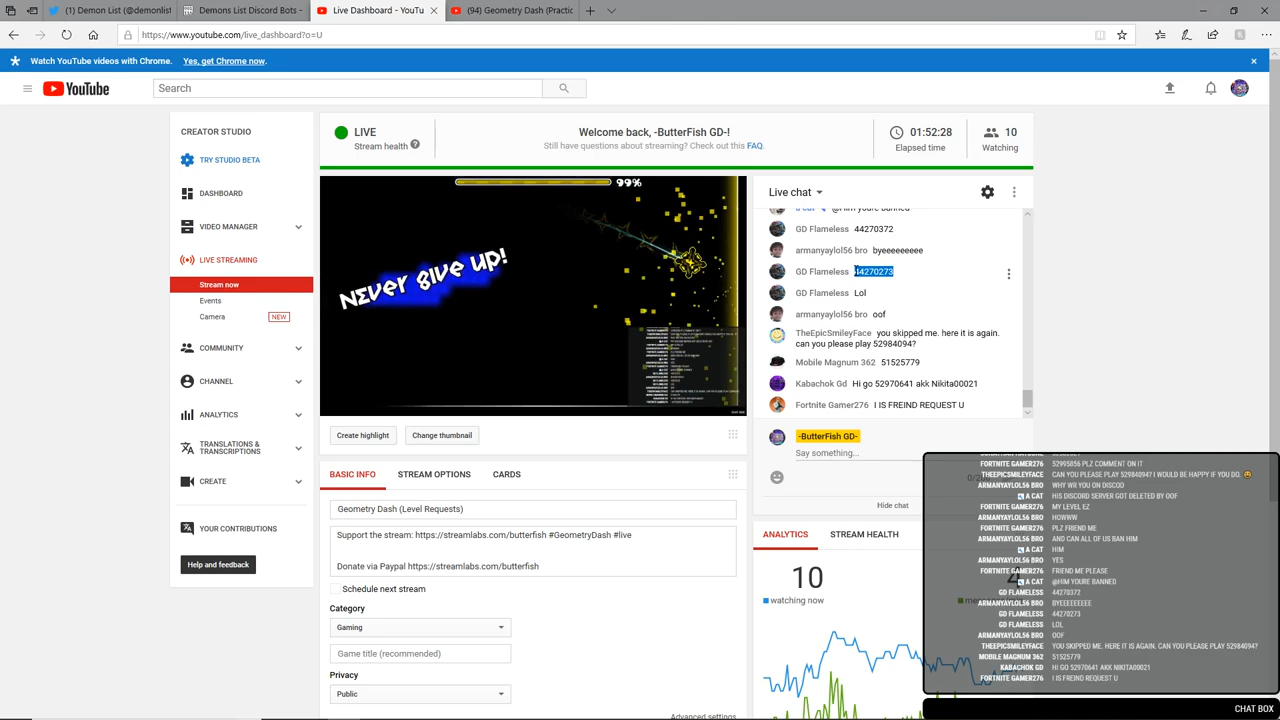 (1) Demon List (@demonlist
Demons List Discord Bots -
Live Dashboard - YouTu
(94) Geometry Dash (Practic
https://www.youtube.com/live_dashboard?o=U
Watch YouTube videos with Chrome.
Yes, get Chrome now.
YouTube
Search
CREATOR STUDIO
TRY STUDIO BETA
DASHBOARD
VIDEO MANAGER
LIVE STREAMING
Stream now
Events
Camera
NEW
COMMUNITY
CHANNEL
ANALYTICS
TRANSLATIONS &
TRANSCRIPTIONS
CREATE
YOUR CONTRIBUTIONS
Help and feedback
LIVE
Stream health
Welcome back, -ButterFish GD-!
Still have questions about streaming? Check out this FAQ.
01:52:28
Elapsed time
10
Watching
99%
Never give up!
CHAT BOX
Create highlight
Change thumbnail
BASIC INFO
STREAM OPTIONS
CARDS
Geometry Dash (Level Requests)
Support the stream: https://streamlabs.com/butterfish #GeometryDash #live
Donate via Paypal https://streamlabs.com/butterfish
Schedule next stream
Category
Gaming
Game title (recommended)
Privacy
Public
Advanced settings
Live chat
a cat @Him youre banned
GD Flameless 44270372
armanyaylol56 bro byeeeeeeeee
GD Flameless 44270273
GD Flameless Lol
armanyaylol56 bro oof
TheEpicSmileyFace you skipped me. here it is again.
can you please play 52984094?
Mobile Magnum 362 51525779
Kabachok Gd Hi go 52970641 akk Nikita00021
Fortnite Gamer276 I IS FREIND REQUEST U
-ButterFish GD-
Say something...
Hide chat
ANALYTICS
STREAM HEALTH
10
watching now
FORTNITE GAMER276 52995856 PLZ COMMENT ON IT
THEEPICSMILEYFACE CAN YOU PLEASE PLAY 52984094? I WOULD BE HAPPY IF YOU DO.
ARMANYAYLOL56 BRO WHY WR YOU ON DISCOD
A CAT HIS DISCORD SERVER GOT DELETED BY OOF
FORTNITE GAMER276 MY LEVEL EZ
ARMANYAYLOL56 BRO HOWWW
FORTNITE GAMER276 PLZ FRIEND ME
ARMANYAYLOL56 BRO AND CAN ALL OF US BAN HIM
A CAT HIM
ARMANYAYLOL56 BRO YES
FORTNITE GAMER276 FRIEND ME PLEASE
A CAT @HIM YOURE BANNED
GD FLAMELESS 44270372
ARMANYAYLOL56 BRO BYEEEEEEEEE
GD FLAMELESS 44270273
GD FLAMELESS LOL
ARMANYAYLOL56 BRO OOF
THEEPICSMILEYFACE YOU SKIPPED ME. HERE IT IS AGAIN. CAN YOU PLEASE PLAY 52984094?
MOBILE MAGNUM 362 51525779
KABACHOK GD HI GO 52970641 AKK NIKITA00021
FORTNITE GAMER276 I IS FREIND REQUEST U
CHAT BOX